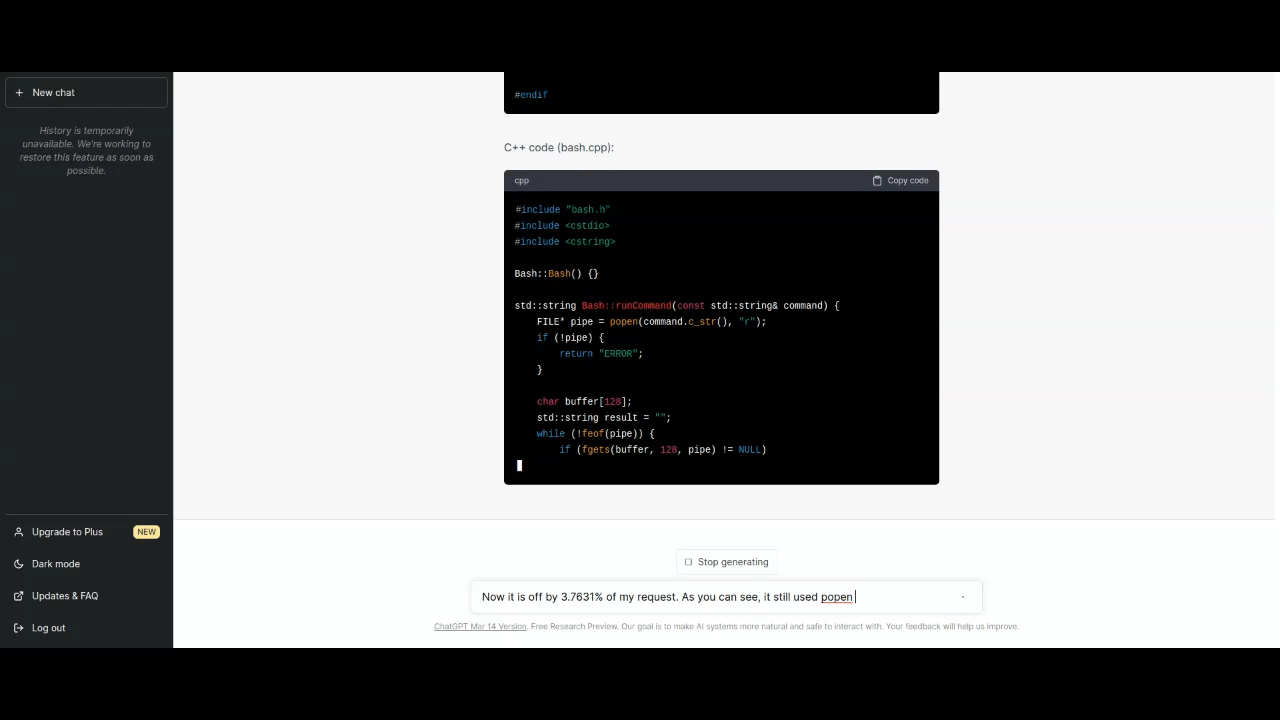 New chat
History is temporarily
unavailable. We're working to
restore this feature as soon as
possible.
Upgrade to Plus NEW
Dark mode
Updates & FAQ
Log out
#endif
C++ code (bash.cpp):
cpp Copy code
#include "bash.h"
#include <cstdio>
#include <cstring>
Bash::Bash() {}
std::string Bash::runCommand(const std::string& command) {
FILE* pipe = popen(command.c_str(), "r");
if (!pipe) {
return "ERROR";
}
char buffer[128];
std::string result = "";
while (!feof(pipe)) {
if (fgets(buffer, 128, pipe) != NULL)
Stop generating
Now it is off by 3.7631% of my request. As you can see, it still used popen
ChatGPT Mar 14 Version. Free Research Preview. Our goal is to make AI systems more natural and safe to interact with. Your feedback will help us improve.